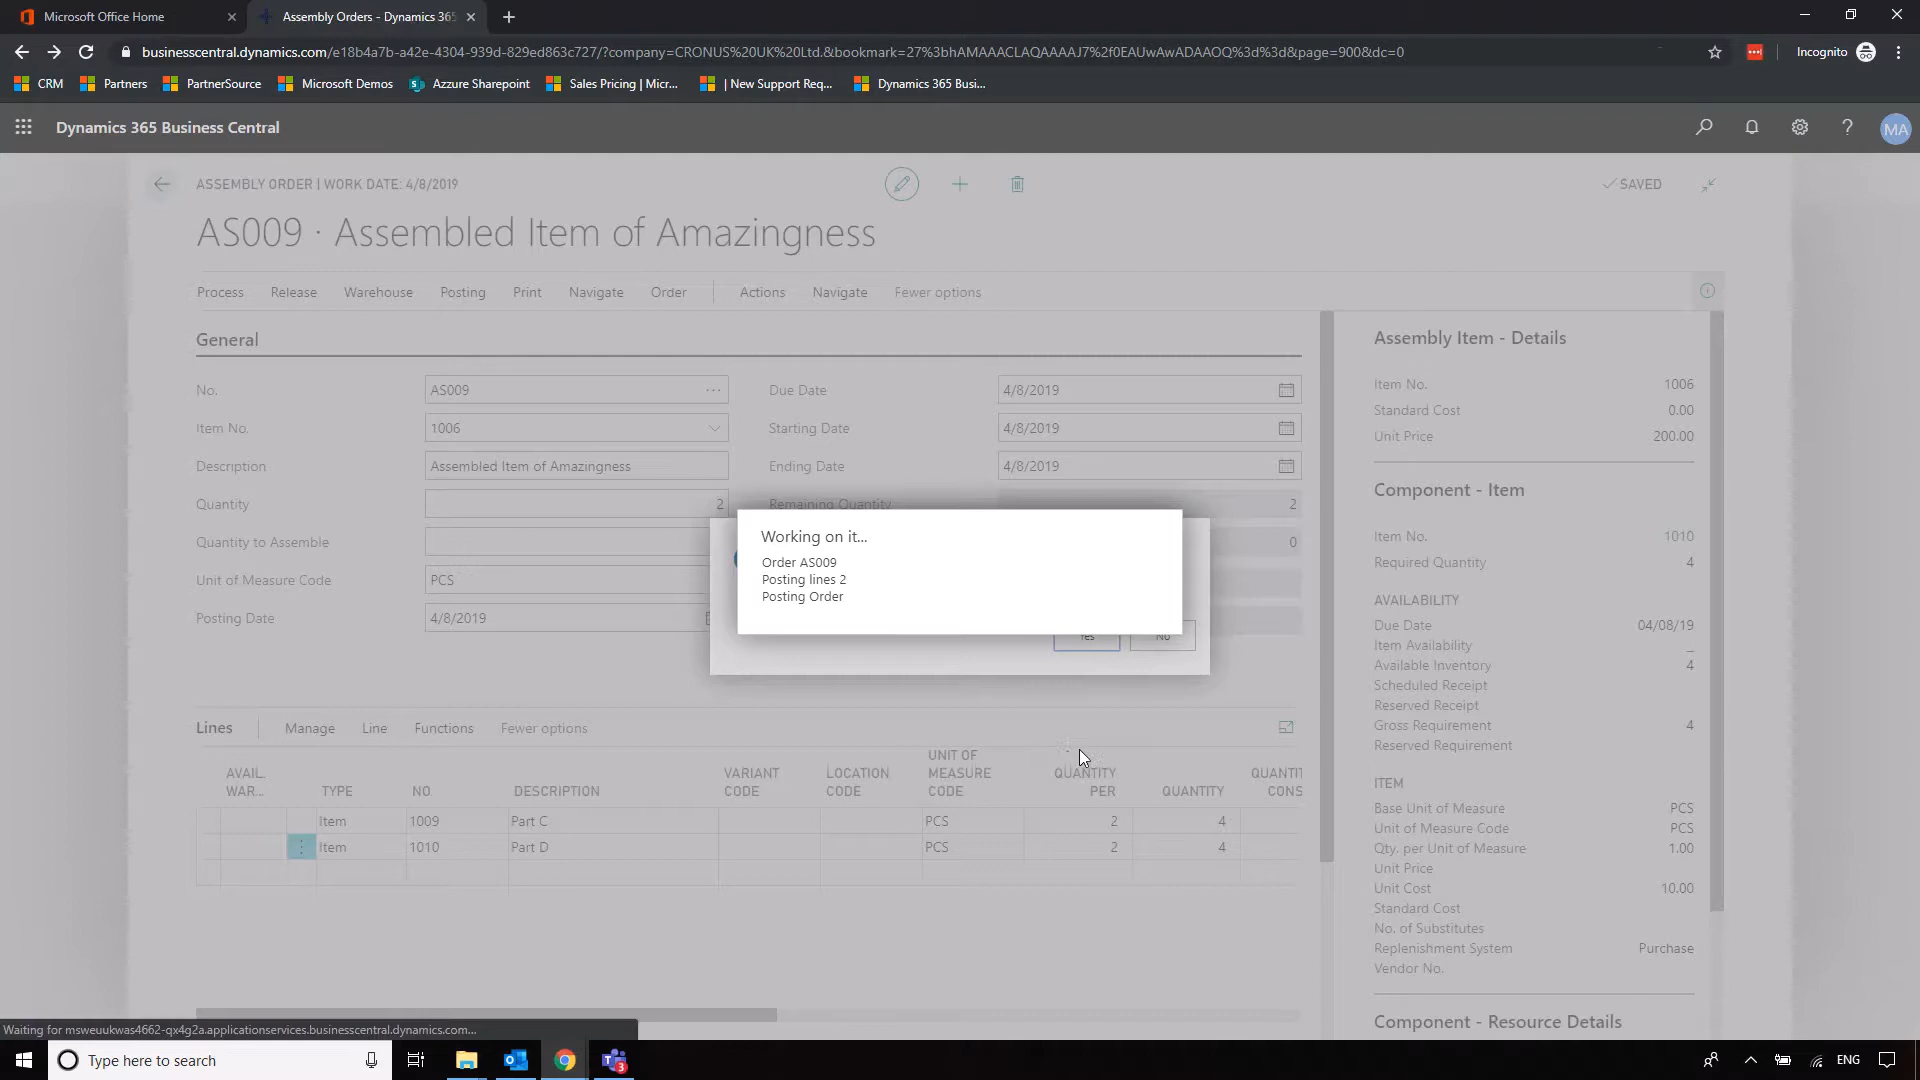 Microsoft Office Home
Assembly Orders - Dynamics 365
businesscentral.dynamics.com/e18b4a7b-a42e-4304-939d-829ed863c727/?company=CRONUS%20UK%20Ltd.&bookmark=27%3bhAMAAACLAQAAAAJ7%2f0EAUwAwADAAOQ%3d%3d&page=900&dc=0
Incognito
CRM
Partners
PartnerSource
Microsoft Demos
Azzure Sharepoint
Sales Pricing | Micr...
| New Support Req...
Dynamics 365 Busi...
Dynamics 365 Business Central
MA
ASSEMBLY ORDER | WORK DATE: 4/8/2019
SAVED
AS009 · Assembled Item of Amazingness
Process Release Warehouse Posting Print Navigate Order Actions Navigate Fewer options
General
No. AS009
Item No. 1006
Description Assembled Item of Amazingness
Quantity 2
Quantity to Assemble
Unit of Measure Code PCS
Posting Date 4/8/2019
Due Date 4/8/2019
Starting Date 4/8/2019
Ending Date 4/8/2019
Remaining Quantity 2
0
Working on it...
Order AS009
Posting lines 2
Posting Order
Yes No
Lines Manage Line Functions Fewer options
AVAIL. WAR... TYPE NO. DESCRIPTION VARIANT CODE LOCATION CODE UNIT OF MEASURE CODE QUANTITY PER QUANTITY QUANTIT CONS
Item 1009 Part C PCS 2 4
Item 1010 Part D PCS 2 4
Assembly Item - Details
Item No. 1006
Standard Cost 0.00
Unit Price 200.00
Component - Item
Item No. 1010
Required Quantity 4
AVAILABILITY
Due Date 04/08/19
Item Availability _
Available Inventory 4
Scheduled Receipt
Reserved Receipt
Gross Requirement 4
Reserved Requirement
ITEM
Base Unit of Measure PCS
Unit of Measure Code PCS
Qty. per Unit of Measure 1.00
Unit Price
Unit Cost 10.00
Standard Cost
No. of Substitutes
Replenishment System Purchase
Vendor No.
Component - Resource Details
Waiting for msweuukwas4662-qx4g2a.applicationservices.businesscentral.dynamics.com...
Type here to search
3
ENG